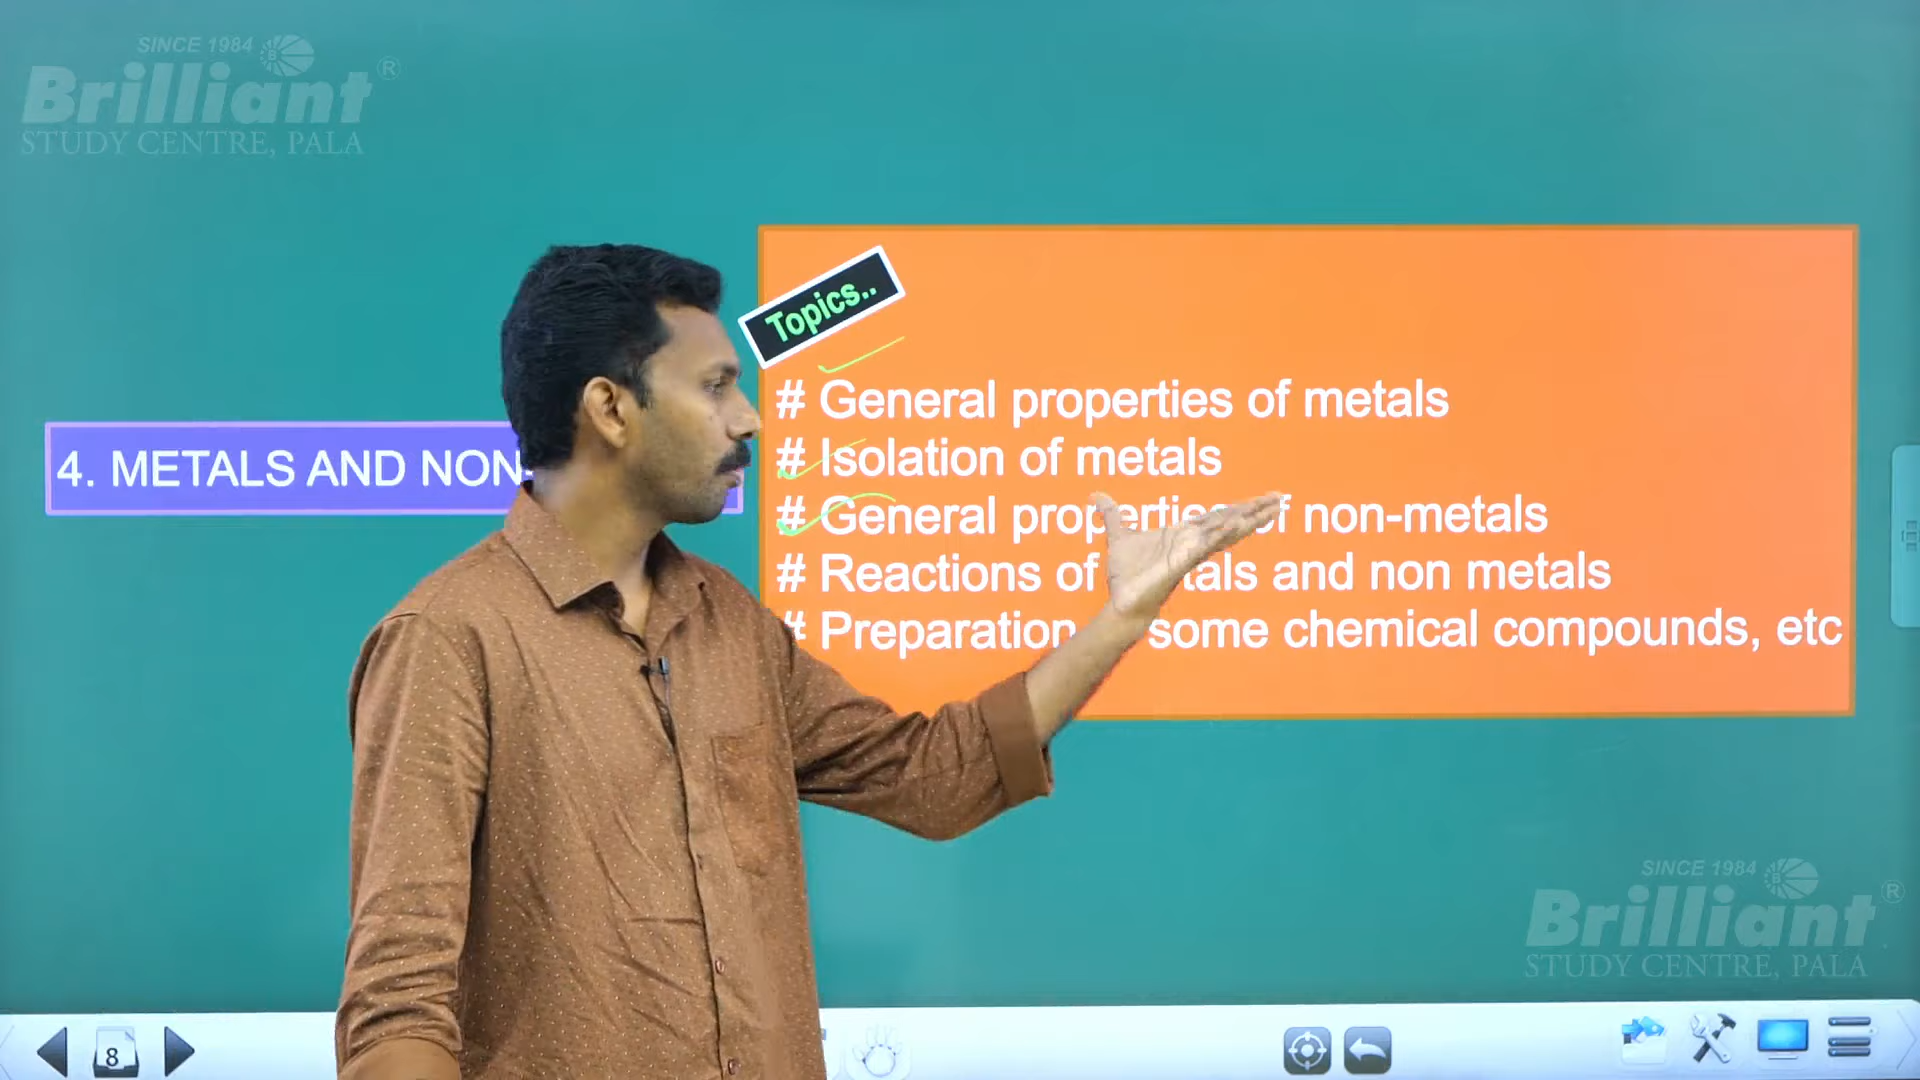 SINCE 1984
Brilliant®
STUDY CENTRE, PALA
Topics..
# General properties of metals
4. METALS AND NON
# Isolation of metals
# General properties of non-metals
# Reactions of tals and non metals
# Preparation some chemical compounds, etc
SINCE 1984
Brilliant®
STUDY CENTRE, PALA
8